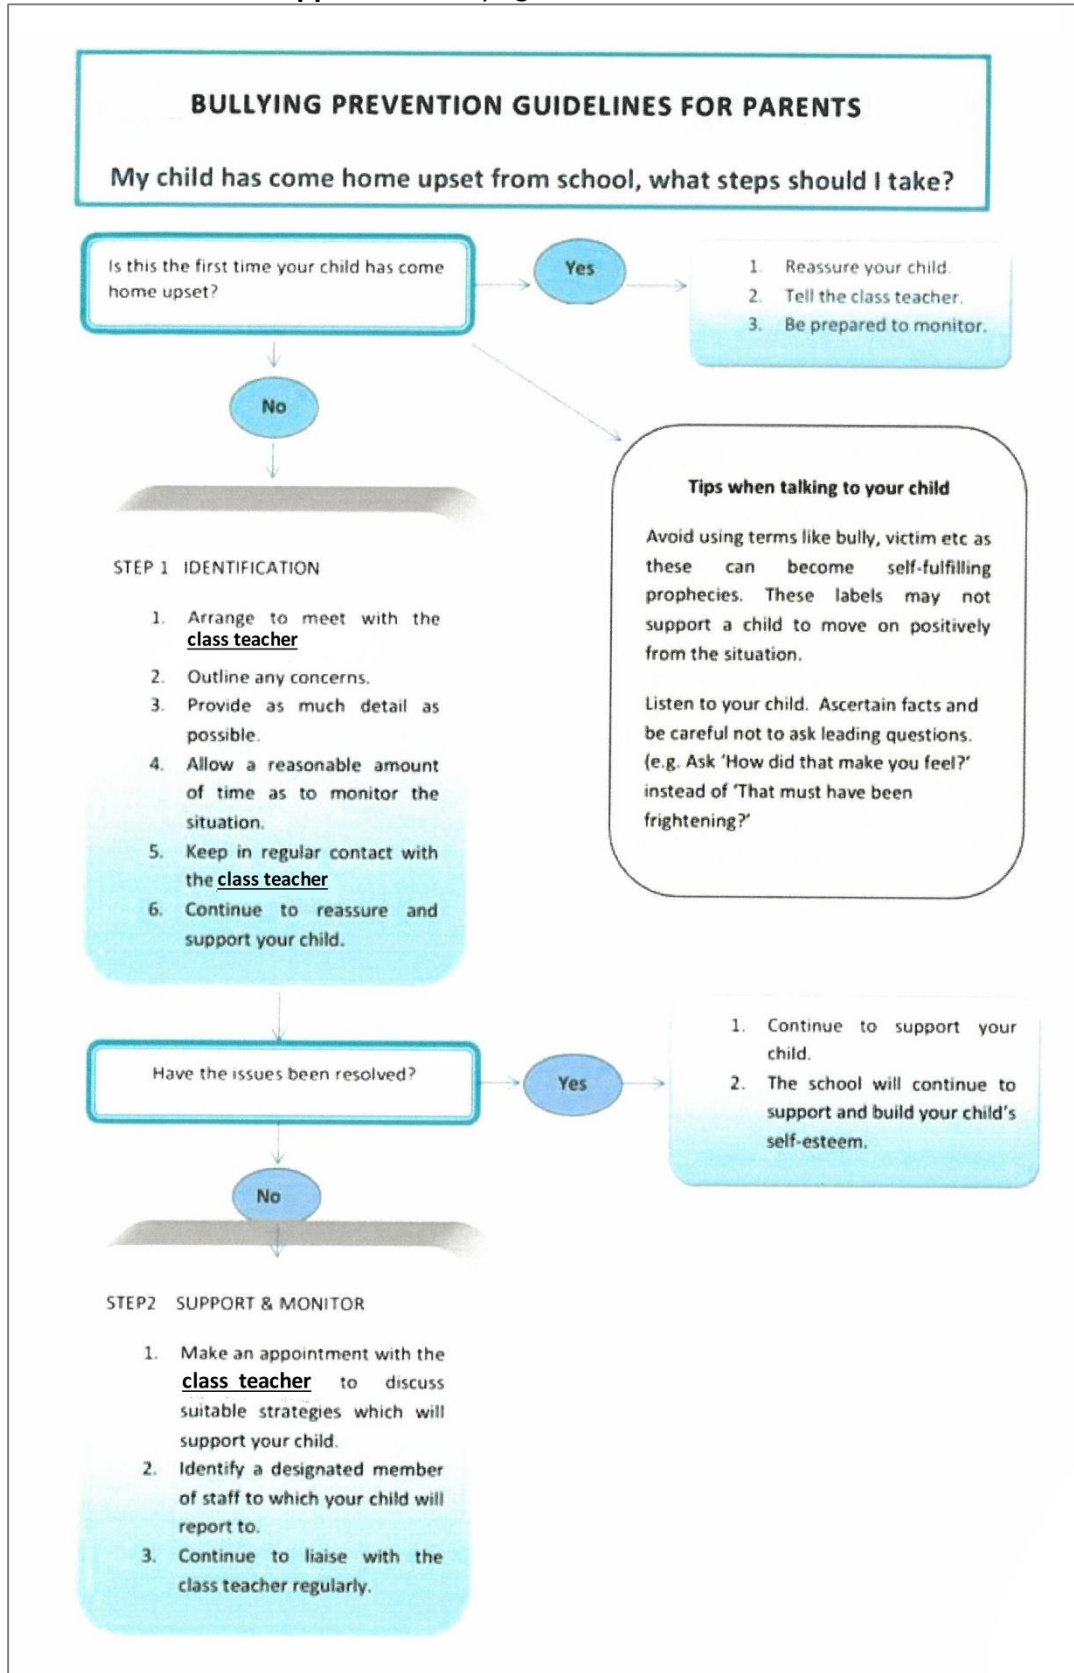 BULLYING PREVENTION GUIDELINES FOR PARENTS
My child has come home upset from school, what steps should I take?
Is this the first time your child has come
home upset?
Yes
1. Reassure your child.
2. Tell the class teacher.
3. Be prepared to monitor.
No
Tips when talking to your child
Avoid using terms like bully, victim etc as
these can become self-fulfilling
prophecies. These labels may not
support a child to move on positively
from the situation.
Listen to your child. Ascertain facts and
be careful not to ask leading questions.
(e.g. Ask ‘How did that make you feel?’
instead of ‘That must have been
frightening?’
STEP 1 IDENTIFICATION
1. Arrange to meet with the
class teacher
2. Outline any concerns.
3. Provide as much detail as
possible.
4. Allow a reasonable amount
of time as to monitor the
situation.
5. Keep in regular contact with
the class teacher
6. Continue to reassure and
support your child.
Have the issues been resolved?
Yes
1. Continue to support your
child.
2. The school will continue to
support and build your child’s
self-esteem.
No
STEP2 SUPPORT & MONITOR
1. Make an appointment with the
class teacher to discuss
suitable strategies which will
support your child.
2. Identify a designated member
of staff to which your child will
report to.
3. Continue to liaise with the
class teacher regularly.